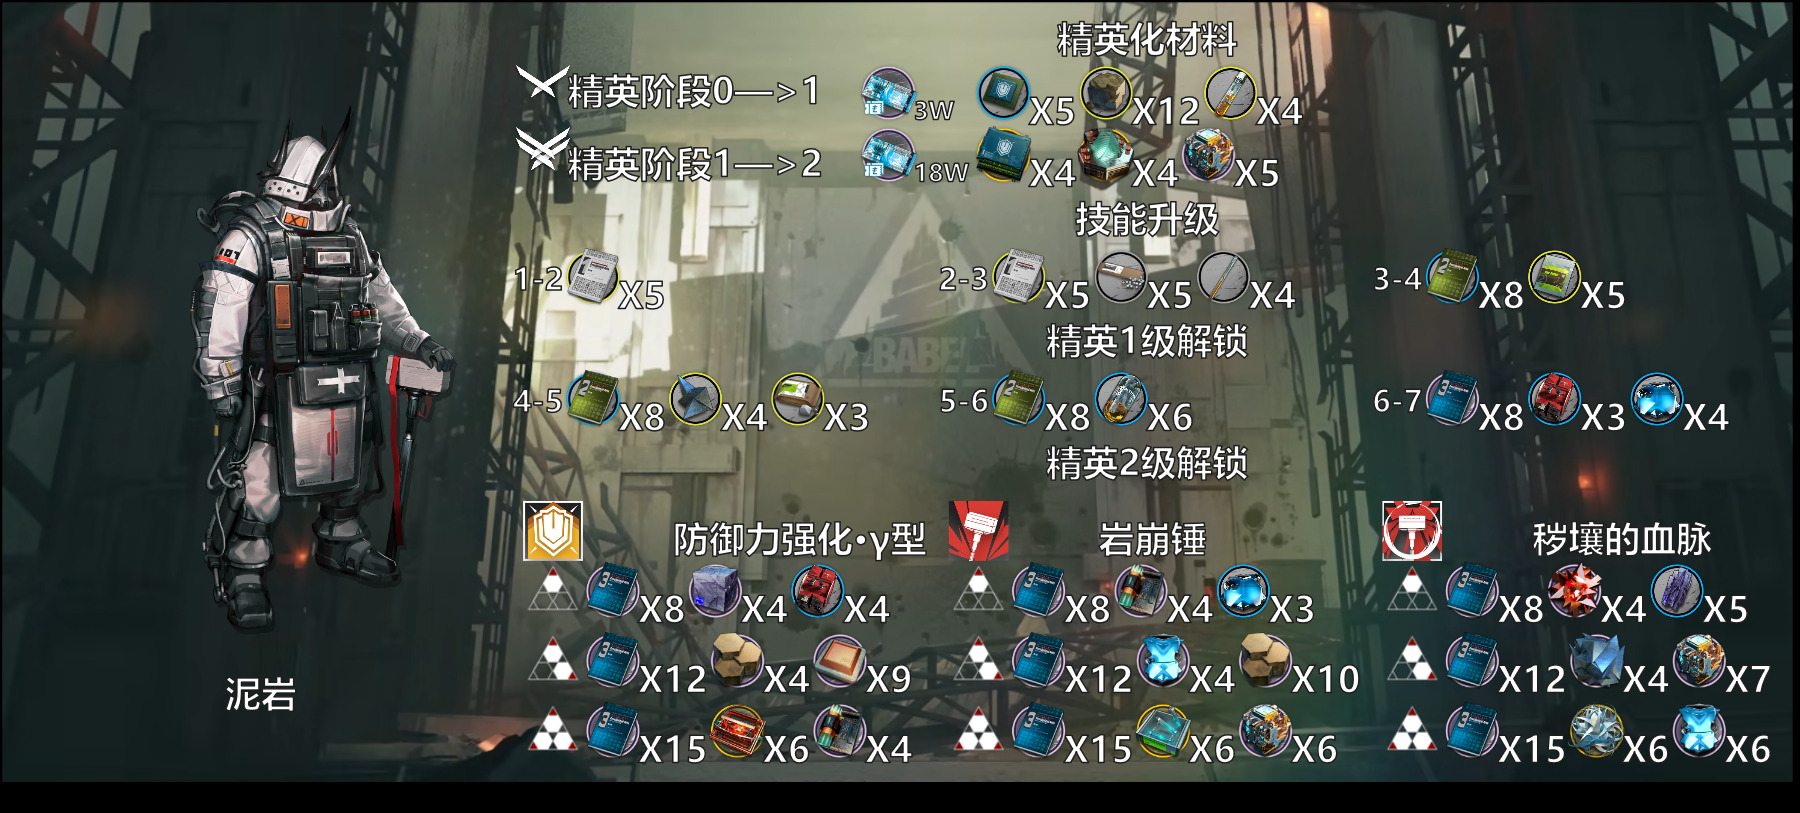 精英化材料
精英阶段0—>1 3W X5 X12 X4
精英阶段1—>2 18W X4 X4 X5
技能升级
1-2 X5 2-3 X5 X5 X4 3-4 X8 X5
精英1级解锁
4-5 X8 X4 X3 5-6 X8 X6 6-7 X8 X3 X4
精英2级解锁
防御力强化·γ型 岩崩锤 秽壤的血脉
X8 X4 X4 X8 X4 X3 X8 X4 X5
X12 X4 X9 X12 X4 X10 X12 X4 X7
X15 X6 X4 X15 X6 X6 X15 X6 X6
泥岩
BABEL